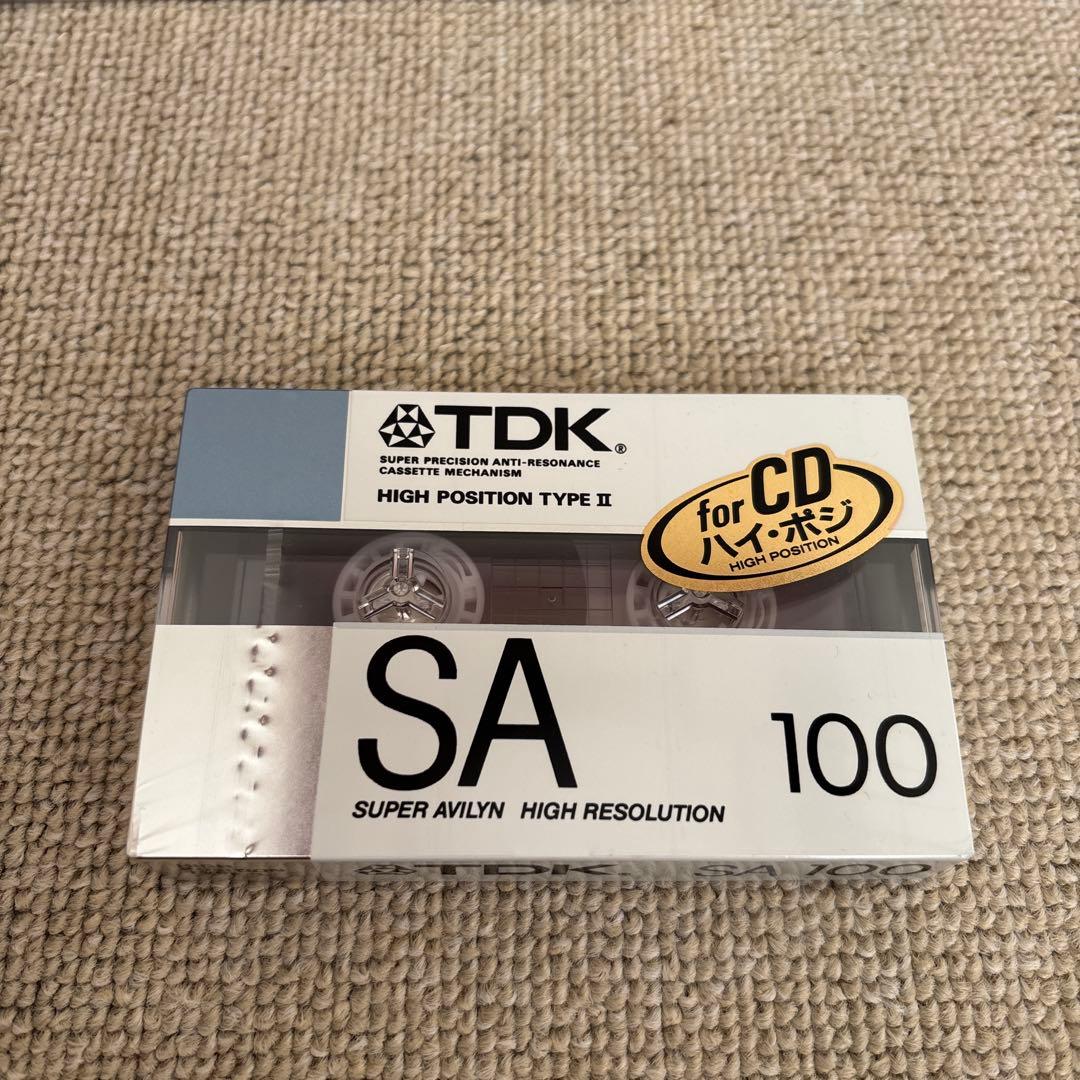 TDK®
SUPER PRECISION ANTI-RESONANCE
CASSETTE MECHANISM
HIGH POSITION TYPE II
for CD
ハイ・ポジ
HIGH POSITION
SA
100
SUPER AVILYN HIGH RESOLUTION
TDK SA 100